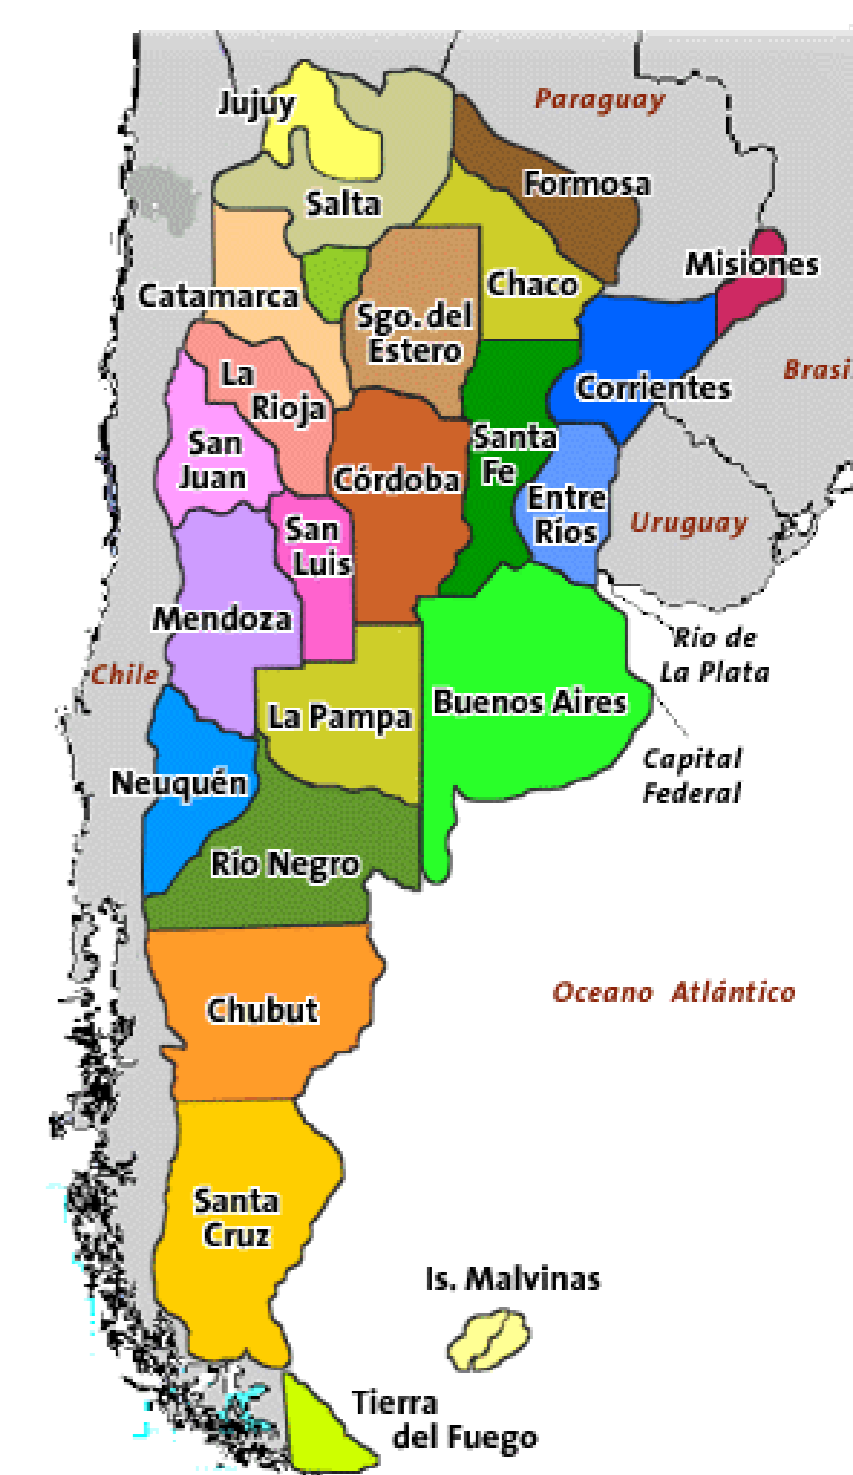 Jujuy
Paraguay
Formosa
Salta
Misiones
Chaco
Catamarca
Sgo. del
Estero
Brasi
La
Rioja
Corrientes
San
Juan
Santa
Fe
Córdoba
Entre
Ríos
San
Luis
Uruguay
Mendoza
Río de
La Plata
Chile
La Pampa
Buenos Aires
Capital
Federal
Neuquén
Río Negro
Oceano Atlántico
Chubut
Santa
Cruz
Is. Malvinas
Tierra
del Fuego